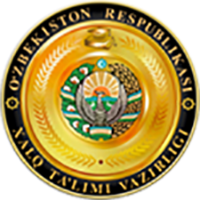 O'ZBEKISTON RESPUBLIKASI
XALQ TA'LIMI VAZIRLIGI